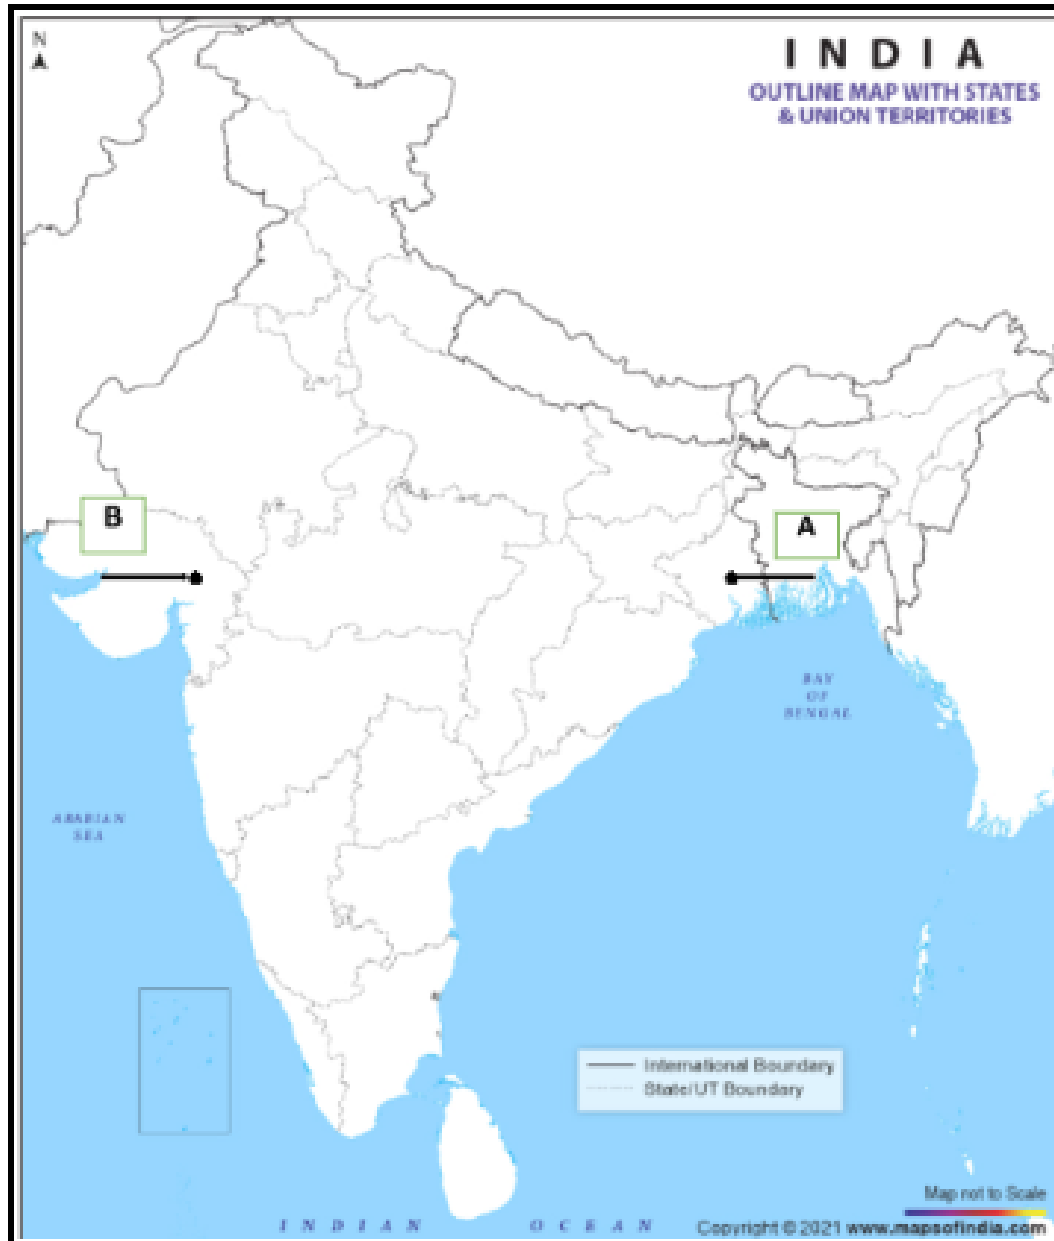 N
INDIA
OUTLINE MAP WITH STATES
& UNION TERRITORIES
B
A
BAY
OF
BENGAL
ARABIAN
SEA
International Boundary
State/UT Boundary
Map not to Scale
INDIAN OCEAN
Copyright © 2021 www.mapsofindia.com